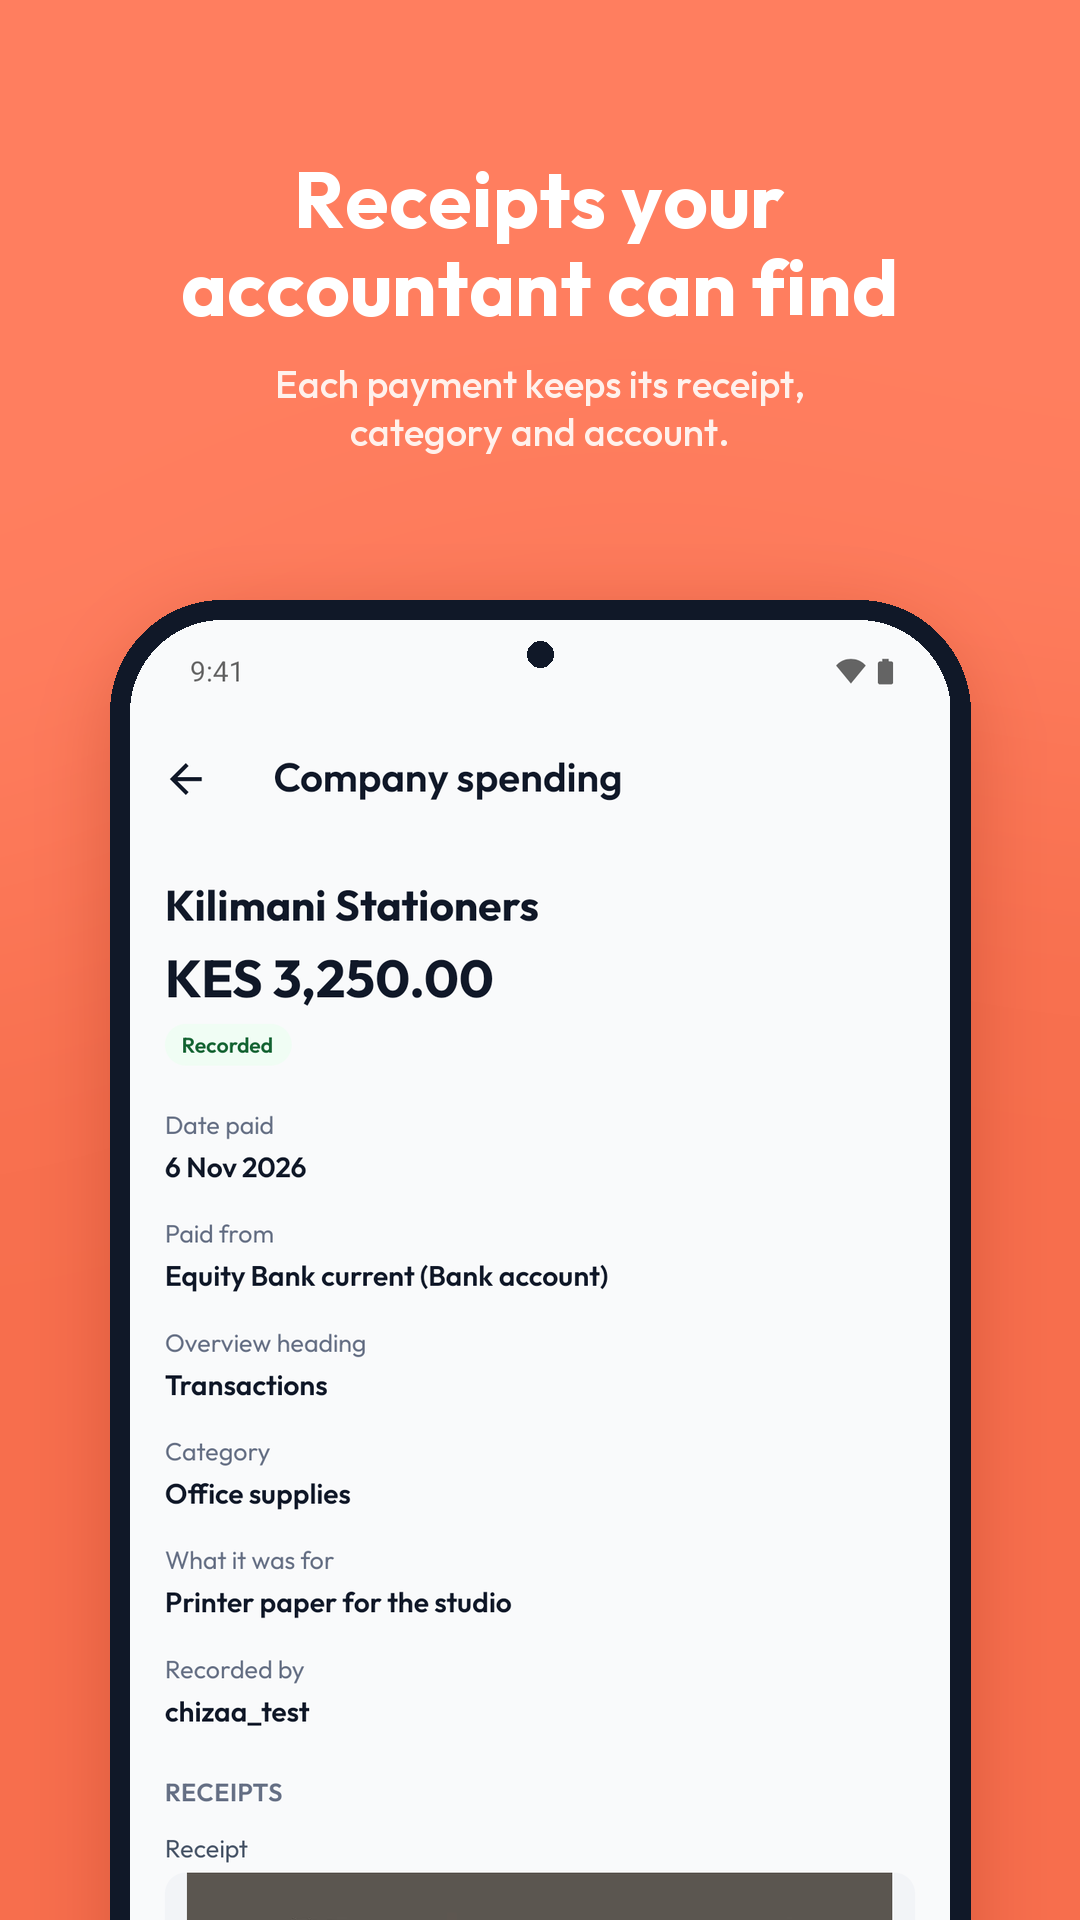 Receipts your
accountant can find
Each payment keeps its receipt,
category and account.
9:41
Company spending
Kilimani Stationers
KES 3,250.00
Recorded
Date paid
6 Nov 2026
Paid from
Equity Bank current (Bank account)
Overview heading
Transactions
Category
Office supplies
What it was for
Printer paper for the studio
Recorded by
chizaa_test
RECEIPTS
Receipt